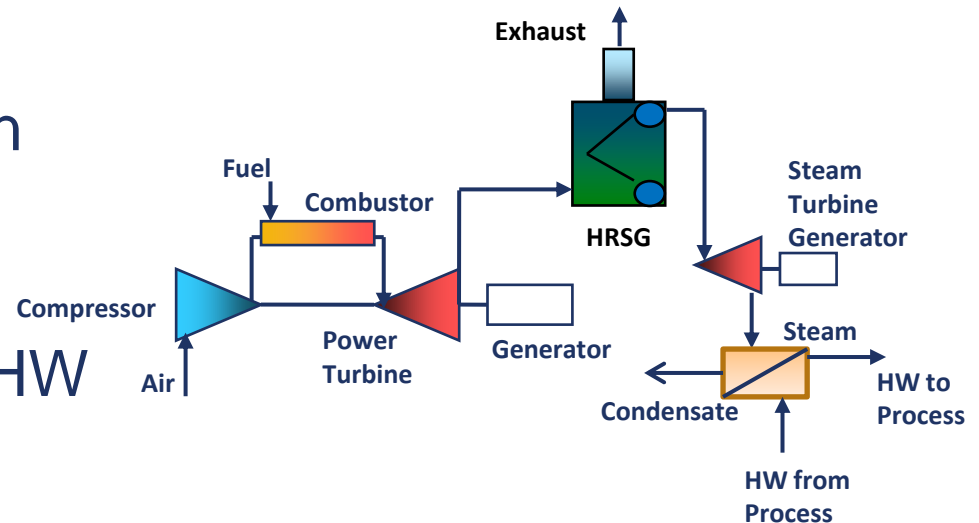 Exhaust
n
Fuel
Combustor
Steam
Turbine
Generator
HRSG
Compressor
Steam
Power
Turbine
Generator
HW
Air
Condensate
HW to
Process
HW from
Process